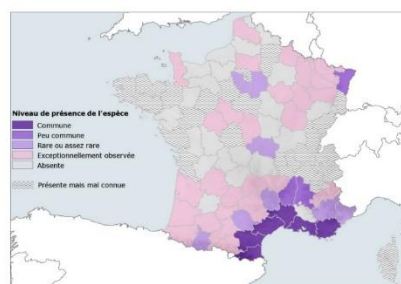 Niveau de présence de l'espèce
Commune
Peu commune
Rare ou assez rare
Exceptionnellement observée
Absente
Présente mais mal connue